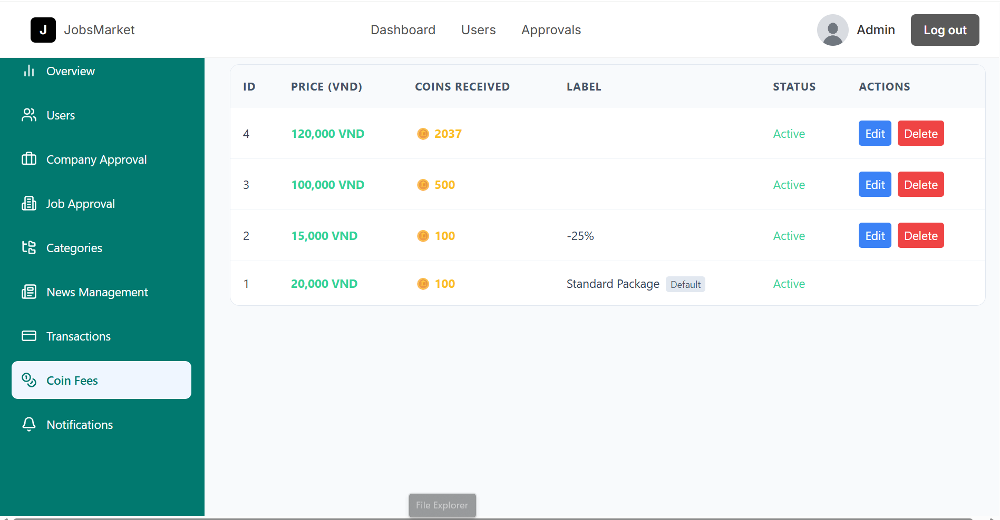 J JobsMarket Dashboard Users Approvals Admin Log out
Overview
Users
Company Approval
Job Approval
Categories
News Management
Transactions
Coin Fees
Notifications
ID PRICE (VND) COINS RECEIVED LABEL STATUS ACTIONS
4 120,000 VND 2037 Active Edit Delete
3 100,000 VND 500 Active Edit Delete
2 15,000 VND 100 -25% Active Edit Delete
1 20,000 VND 100 Standard Package Default Active
File Explorer